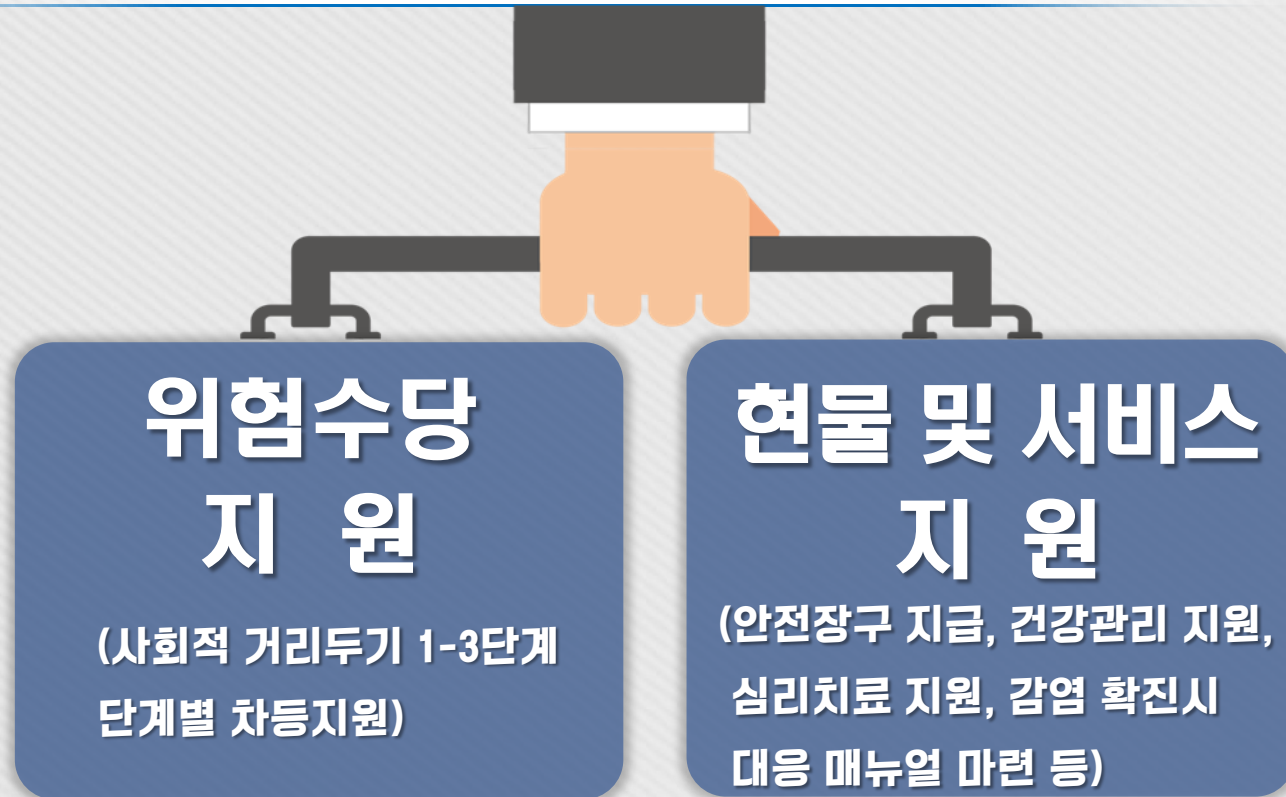 위험수당
지 원
(사회적 거리두기 1-3단계
단계별 차등지원)
현물 및 서비스
지 원
(안전장구 지급, 건강관리 지원,
심리치료 지원, 감염 확진시
대응 매뉴얼 마련 등)